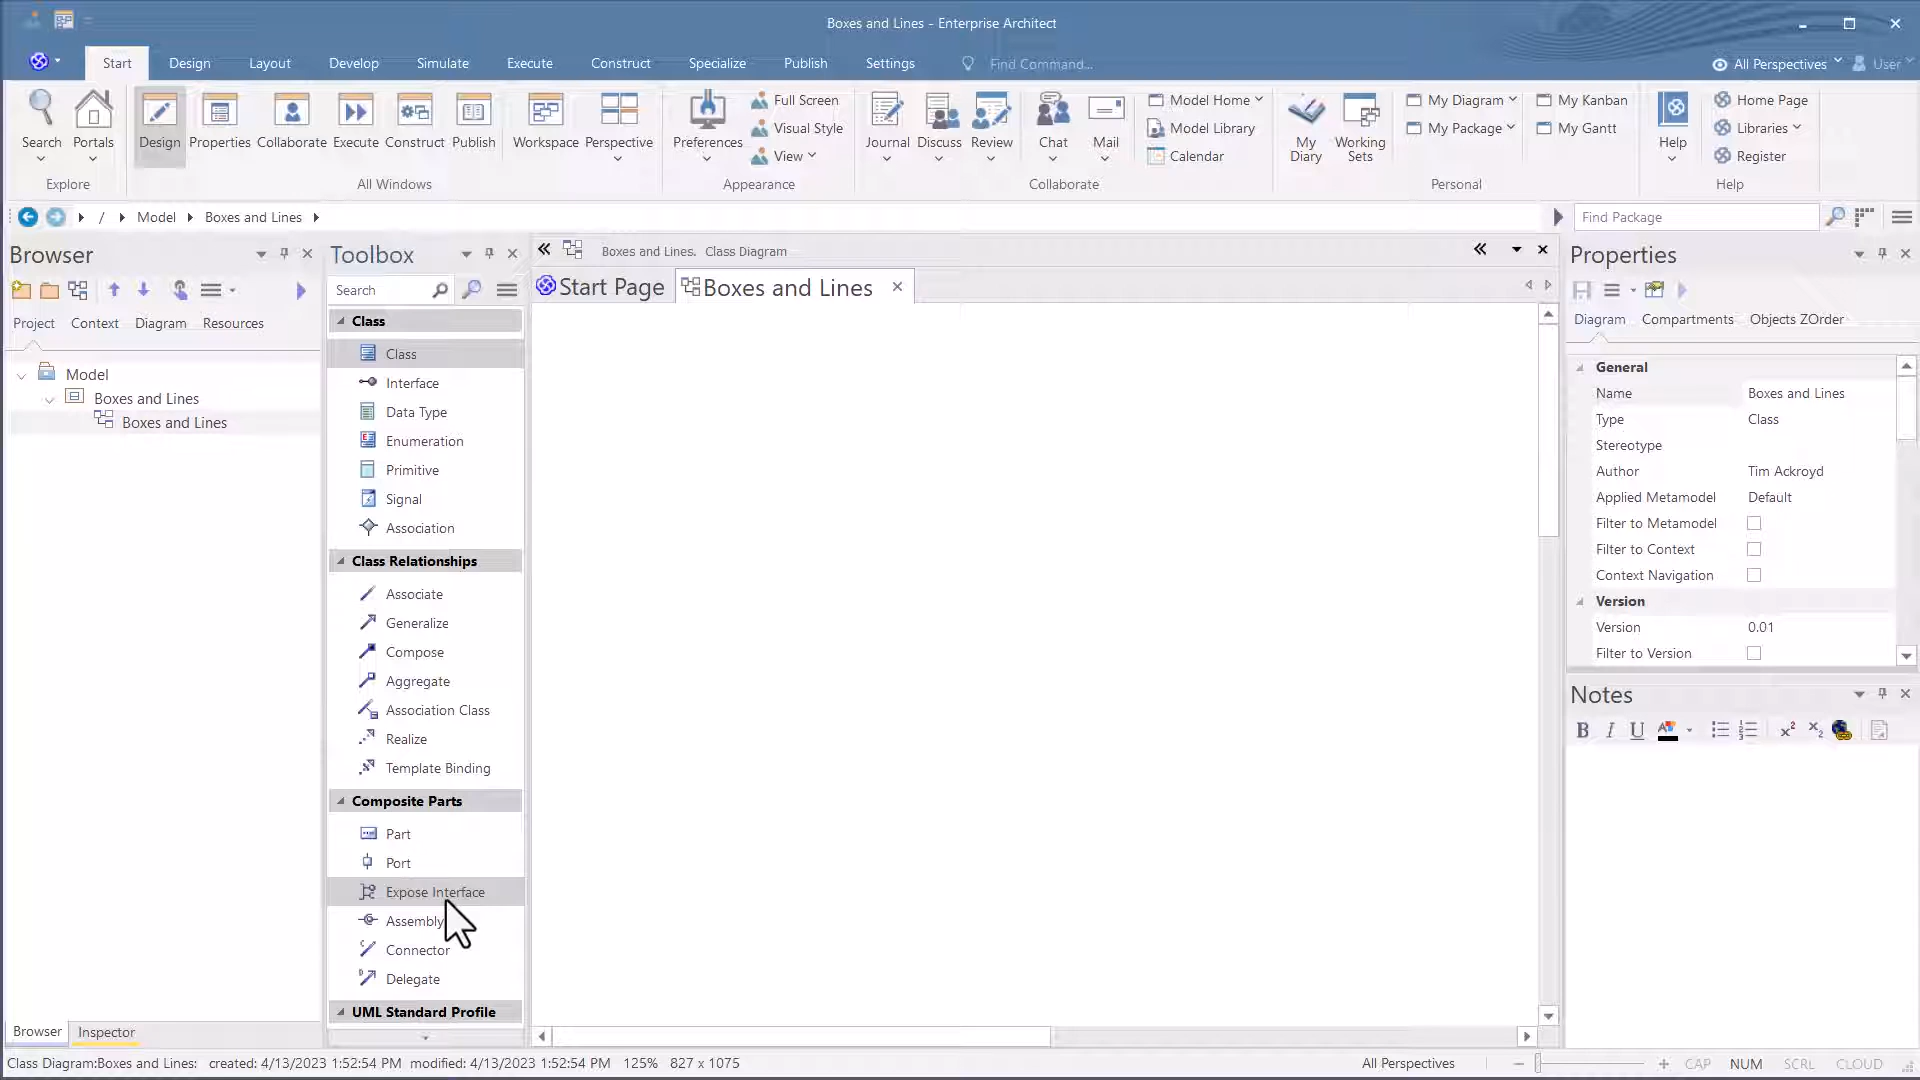 Boxes and Lines - Enterprise Architect
Start Design Layout Develop Simulate Execute Construct Specialize Publish Settings Find Command... All Perspectives User
Search Portals
Explore
Design Properties Collaborate Execute Construct Publish Workspace Perspective
All Windows
Preferences
Full Screen
Visual Style
View
Appearance
Journal Discuss Review Chat Mail
Model Home
Model Library
Calendar
Collaborate
My Diary
Working Sets
My Diagram
My Package
My Kanban
My Gantt
Personal
Help
Home Page
Libraries
Register
Help
/ Model Boxes and Lines
Find Package
Browser
Project Context Diagram Resources
Model
Boxes and Lines
Boxes and Lines
Browser Inspector
Toolbox
Search
Class
Class
Interface
Data Type
Enumeration
Primitive
Signal
Association
Class Relationships
Associate
Generalize
Compose
Aggregate
Association Class
Realize
Template Binding
Composite Parts
Part
Port
Expose Interface
Assembly
Connector
Delegate
UML Standard Profile
Boxes and Lines. Class Diagram
Start Page Boxes and Lines
Properties
Diagram Compartments Objects ZOrder
General
Name Boxes and Lines
Type Class
Stereotype
Author Tim Ackroyd
Applied Metamodel Default
Filter to Metamodel
Filter to Context
Context Navigation
Version
Version 0.01
Filter to Version
Notes
B I U x² x₂
Class Diagram:Boxes and Lines: created: 4/13/2023 1:52:54 PM modified: 4/13/2023 1:52:54 PM 125% 827 x 1075
All Perspectives CAP NUM SCRL CLOUD